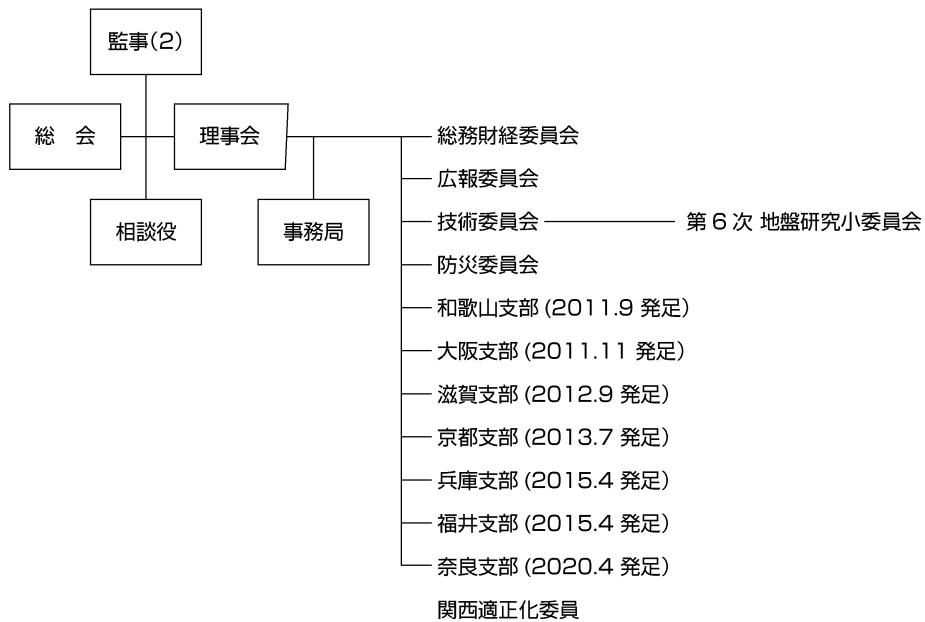 監事(2)
総　会
理事会
相談役
事務局
総務財経委員会
広報委員会
技術委員会
第 6 次 地盤研究小委員会
防災委員会
和歌山支部 (2011.9 発足)
大阪支部 (2011.11 発足)
滋賀支部 (2012.9 発足)
京都支部 (2013.7 発足)
兵庫支部 (2015.4 発足)
福井支部 (2015.4 発足)
奈良支部 (2020.4 発足)
関西適正化委員